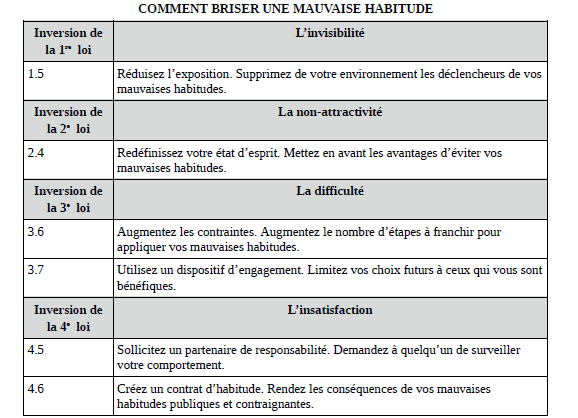 COMMENT BRISER UNE MAUVAISE HABITUDE
Inversion de
la 1re loi
L’invisibilité
1.5
Réduisez l’exposition. Supprimez de votre environnement les déclencheurs de vos
mauvaises habitudes.
Inversion de
la 2e loi
La non-attractivité
2.4
Redéfinissez votre état d’esprit. Mettez en avant les avantages d’éviter vos
mauvaises habitudes.
Inversion de
la 3e loi
La difficulté
3.6
Augmentez les contraintes. Augmentez le nombre d’étapes à franchir pour
appliquer vos mauvaises habitudes.
3.7
Utilisez un dispositif d’engagement. Limitez vos choix futurs à ceux qui vous sont
bénéfiques.
Inversion de
la 4e loi
L’insatisfaction
4.5
Sollicitez un partenaire de responsabilité. Demandez à quelqu’un de surveiller
votre comportement.
4.6
Créez un contrat d’habitude. Rendez les conséquences de vos mauvaises
habitudes publiques et contraignantes.